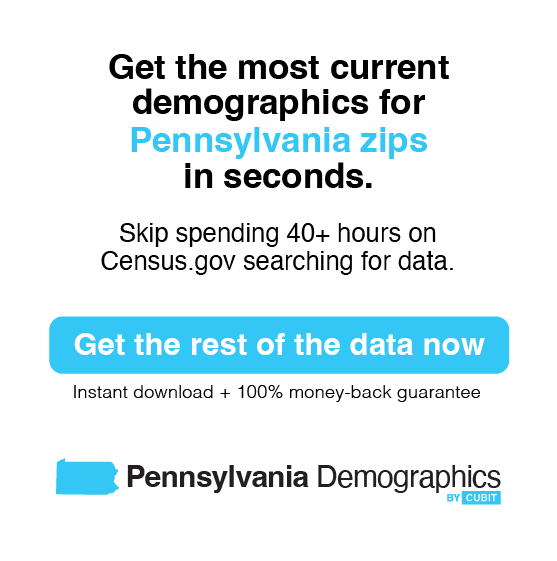 Get the most current
demographics for
Pennsylvania zips
in seconds.
Skip spending 40+ hours on
Census.gov searching for data.
Get the rest of the data now
Instant download + 100% money-back guarantee
Pennsylvania Demographics
BY CUBIT